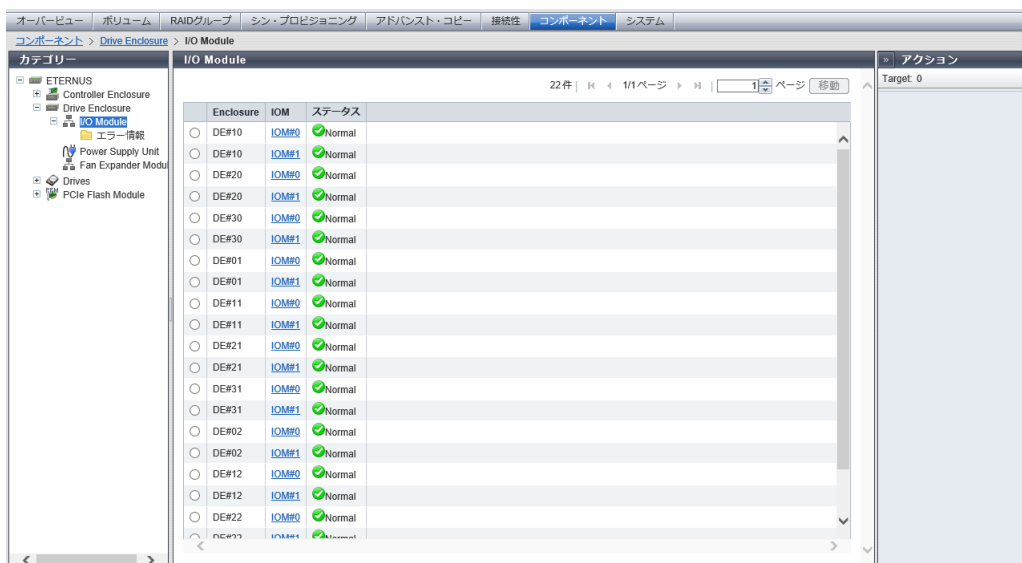 オーバービュー ボリューム RAIDグループ シン・プロビジョニング アドバンスト・コピー 接続性 コンポーネント システム
コンポーネント > Drive Enclosure > I/O Module
カテゴリー
ETERNUS
Controller Enclosure
Drive Enclosure
I/O Module
エラー情報
Power Supply Unit
Fan Expander Modul
Drives
PCIe Flash Module
I/O Module
22件 1/1ページ 1 ページ 移動
Enclosure IOM ステータス
DE#10 IOM#0 Normal
DE#10 IOM#1 Normal
DE#20 IOM#0 Normal
DE#20 IOM#1 Normal
DE#30 IOM#0 Normal
DE#30 IOM#1 Normal
DE#01 IOM#0 Normal
DE#01 IOM#1 Normal
DE#11 IOM#0 Normal
DE#11 IOM#1 Normal
DE#21 IOM#0 Normal
DE#21 IOM#1 Normal
DE#31 IOM#0 Normal
DE#31 IOM#1 Normal
DE#02 IOM#0 Normal
DE#02 IOM#1 Normal
DE#12 IOM#0 Normal
DE#12 IOM#1 Normal
DE#22 IOM#0 Normal
DE#22 IOM#1 Normal
» アクション
Target: 0